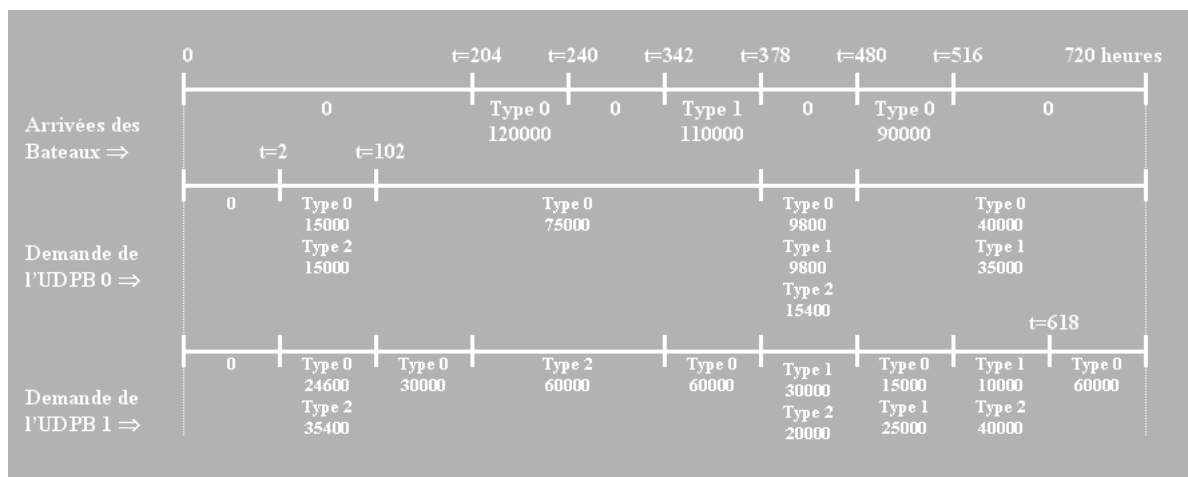 0 t=204 t=240 t=342 t=378 t=480 t=516 720 heures
0 Type 0 0 Type 1 0 Type 0 0
120000 110000 90000
Arrivées des
Bateaux ⇒
t=2 t=102
0 Type 0 Type 0 Type 0 Type 0
15000 75000 9800 40000
Type 2 Type 1 Type 1
15000 9800 35000
Type 2
15400
Demande de
l'UDPB 0 ⇒
t=618
0 Type 0 Type 0 Type 2 Type 0 Type 1 Type 0 Type 1 Type 0
24600 30000 60000 60000 30000 15000 10000 60000
Type 2 Type 2 Type 1 Type 2
35400 20000 25000 40000
Demande de
l'UDPB 1 ⇒